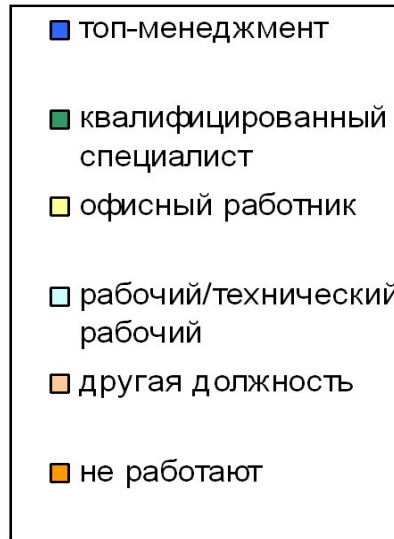 топ-менеджмент
квалифицированный
специалист
офисный работник
рабочий/технический
рабочий
другая должность
не работают